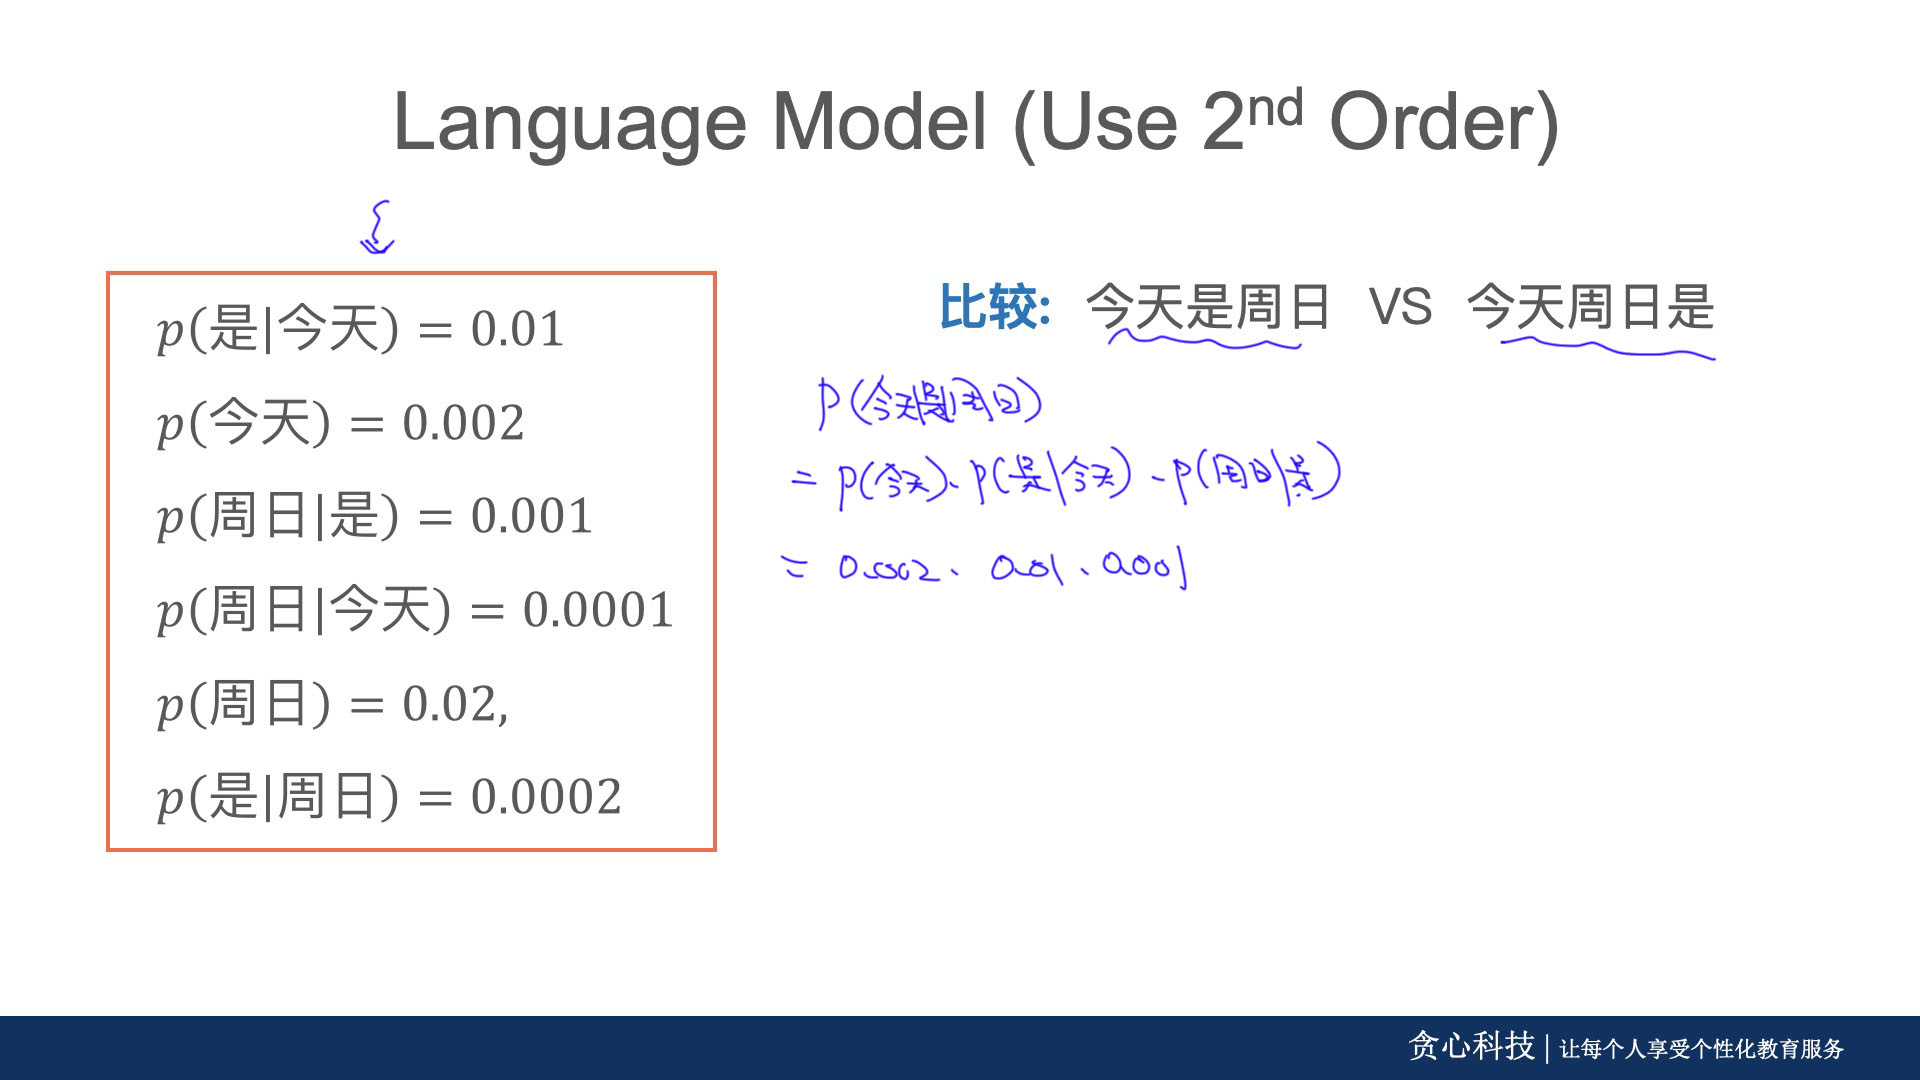 Language Model (Use 2nd Order)
p(是|今天) = 0.01
p(今天) = 0.002
p(周日|是) = 0.001
p(周日|今天) = 0.0001
p(周日) = 0.02,
p(是|周日) = 0.0002
比较: 今天是周日 VS 今天周日是
p(今天|是|周日)
= p(今天)·p(是|今天)·p(周日|是)
= 0.002·0.01·0.001
贪心科技 | 让每个人享受个性化教育服务